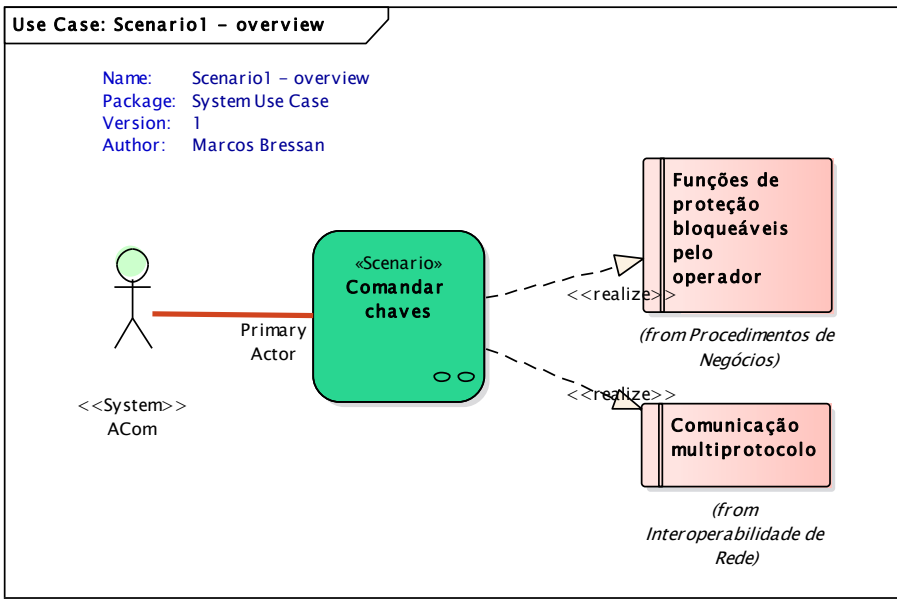 Use Case: Scenario1 - overview
Name: Scenario1 - overview
Package: System Use Case
Version: 1
Author: Marcos Bressan
<<System>>
ACom
Primary
Actor
«Scenario»
Comandar
chaves
<<realize>>
<<realize>>
Funções de
proteção
bloqueáveis
pelo
operador
(from Procedimentos de
Negócios)
Comunicação
multiprotocolo
(from
Interoperabilidade de
Rede)